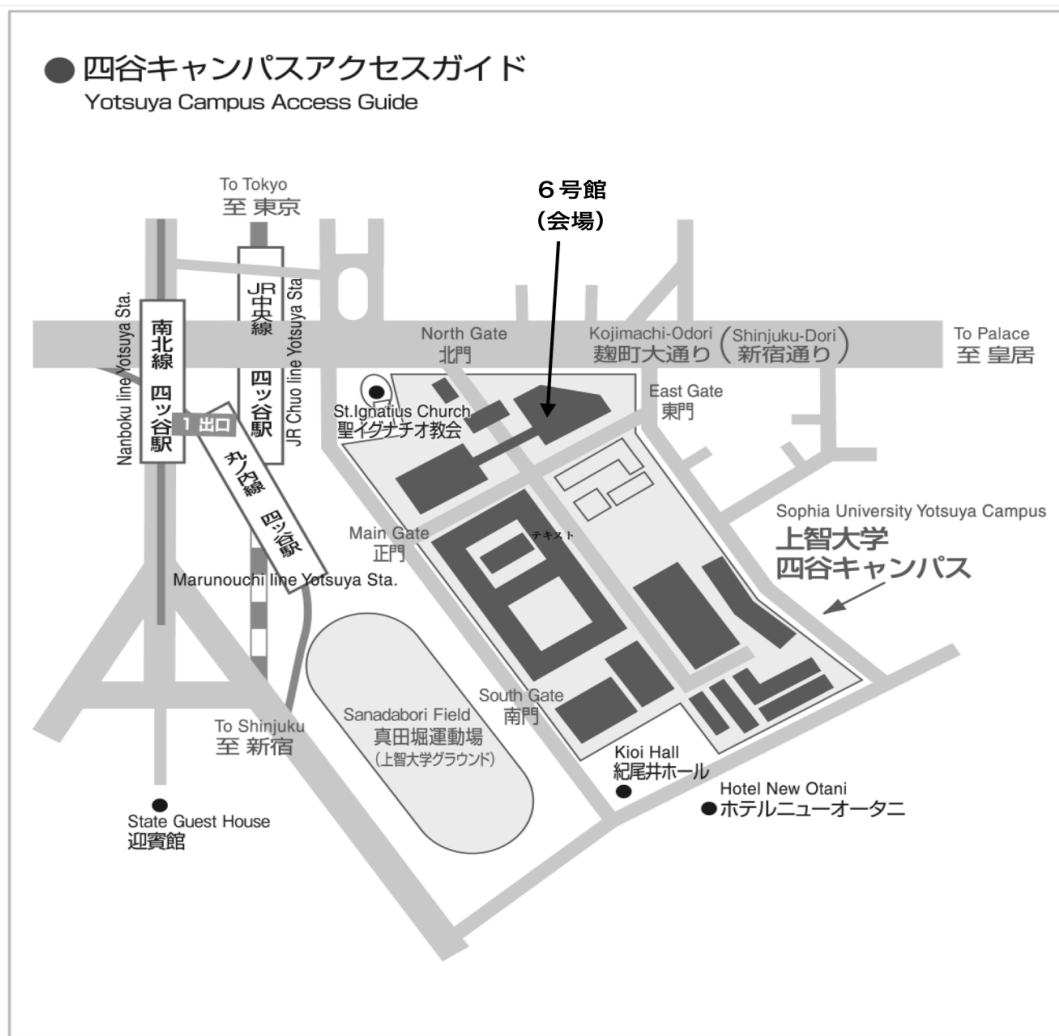 四谷キャンパスアクセスガイド
Yotsuya Campus Access Guide
To Tokyo
至 東京
6号館
(会場)
Nanboku line Yotsuya Sta.
南北線 四ッ谷駅
JR中央線 四ッ谷駅
JR Chuo line Yotsuya Sta.
North Gate
北門
Kojimachi-Odori (Shinjuku-Dori)
麹町大通り(新宿通り)
To Palace
至 皇居
St.Ignatius Church
聖イグナチオ教会
East Gate
東門
1 出口
丸ノ内線 四ッ谷駅
Marunouchi line Yotsuya Sta.
Main Gate
正門
テキスト
Sophia University Yotsuya Campus
上智大学
四谷キャンパス
South Gate
南門
Sanadabori Field
真田堀運動場
(上智大学グラウンド)
To Shinjuku
至 新宿
Kioi Hall
紀尾井ホール
Hotel New Otani
ホテルニューオータニ
State Guest House
迎賓館